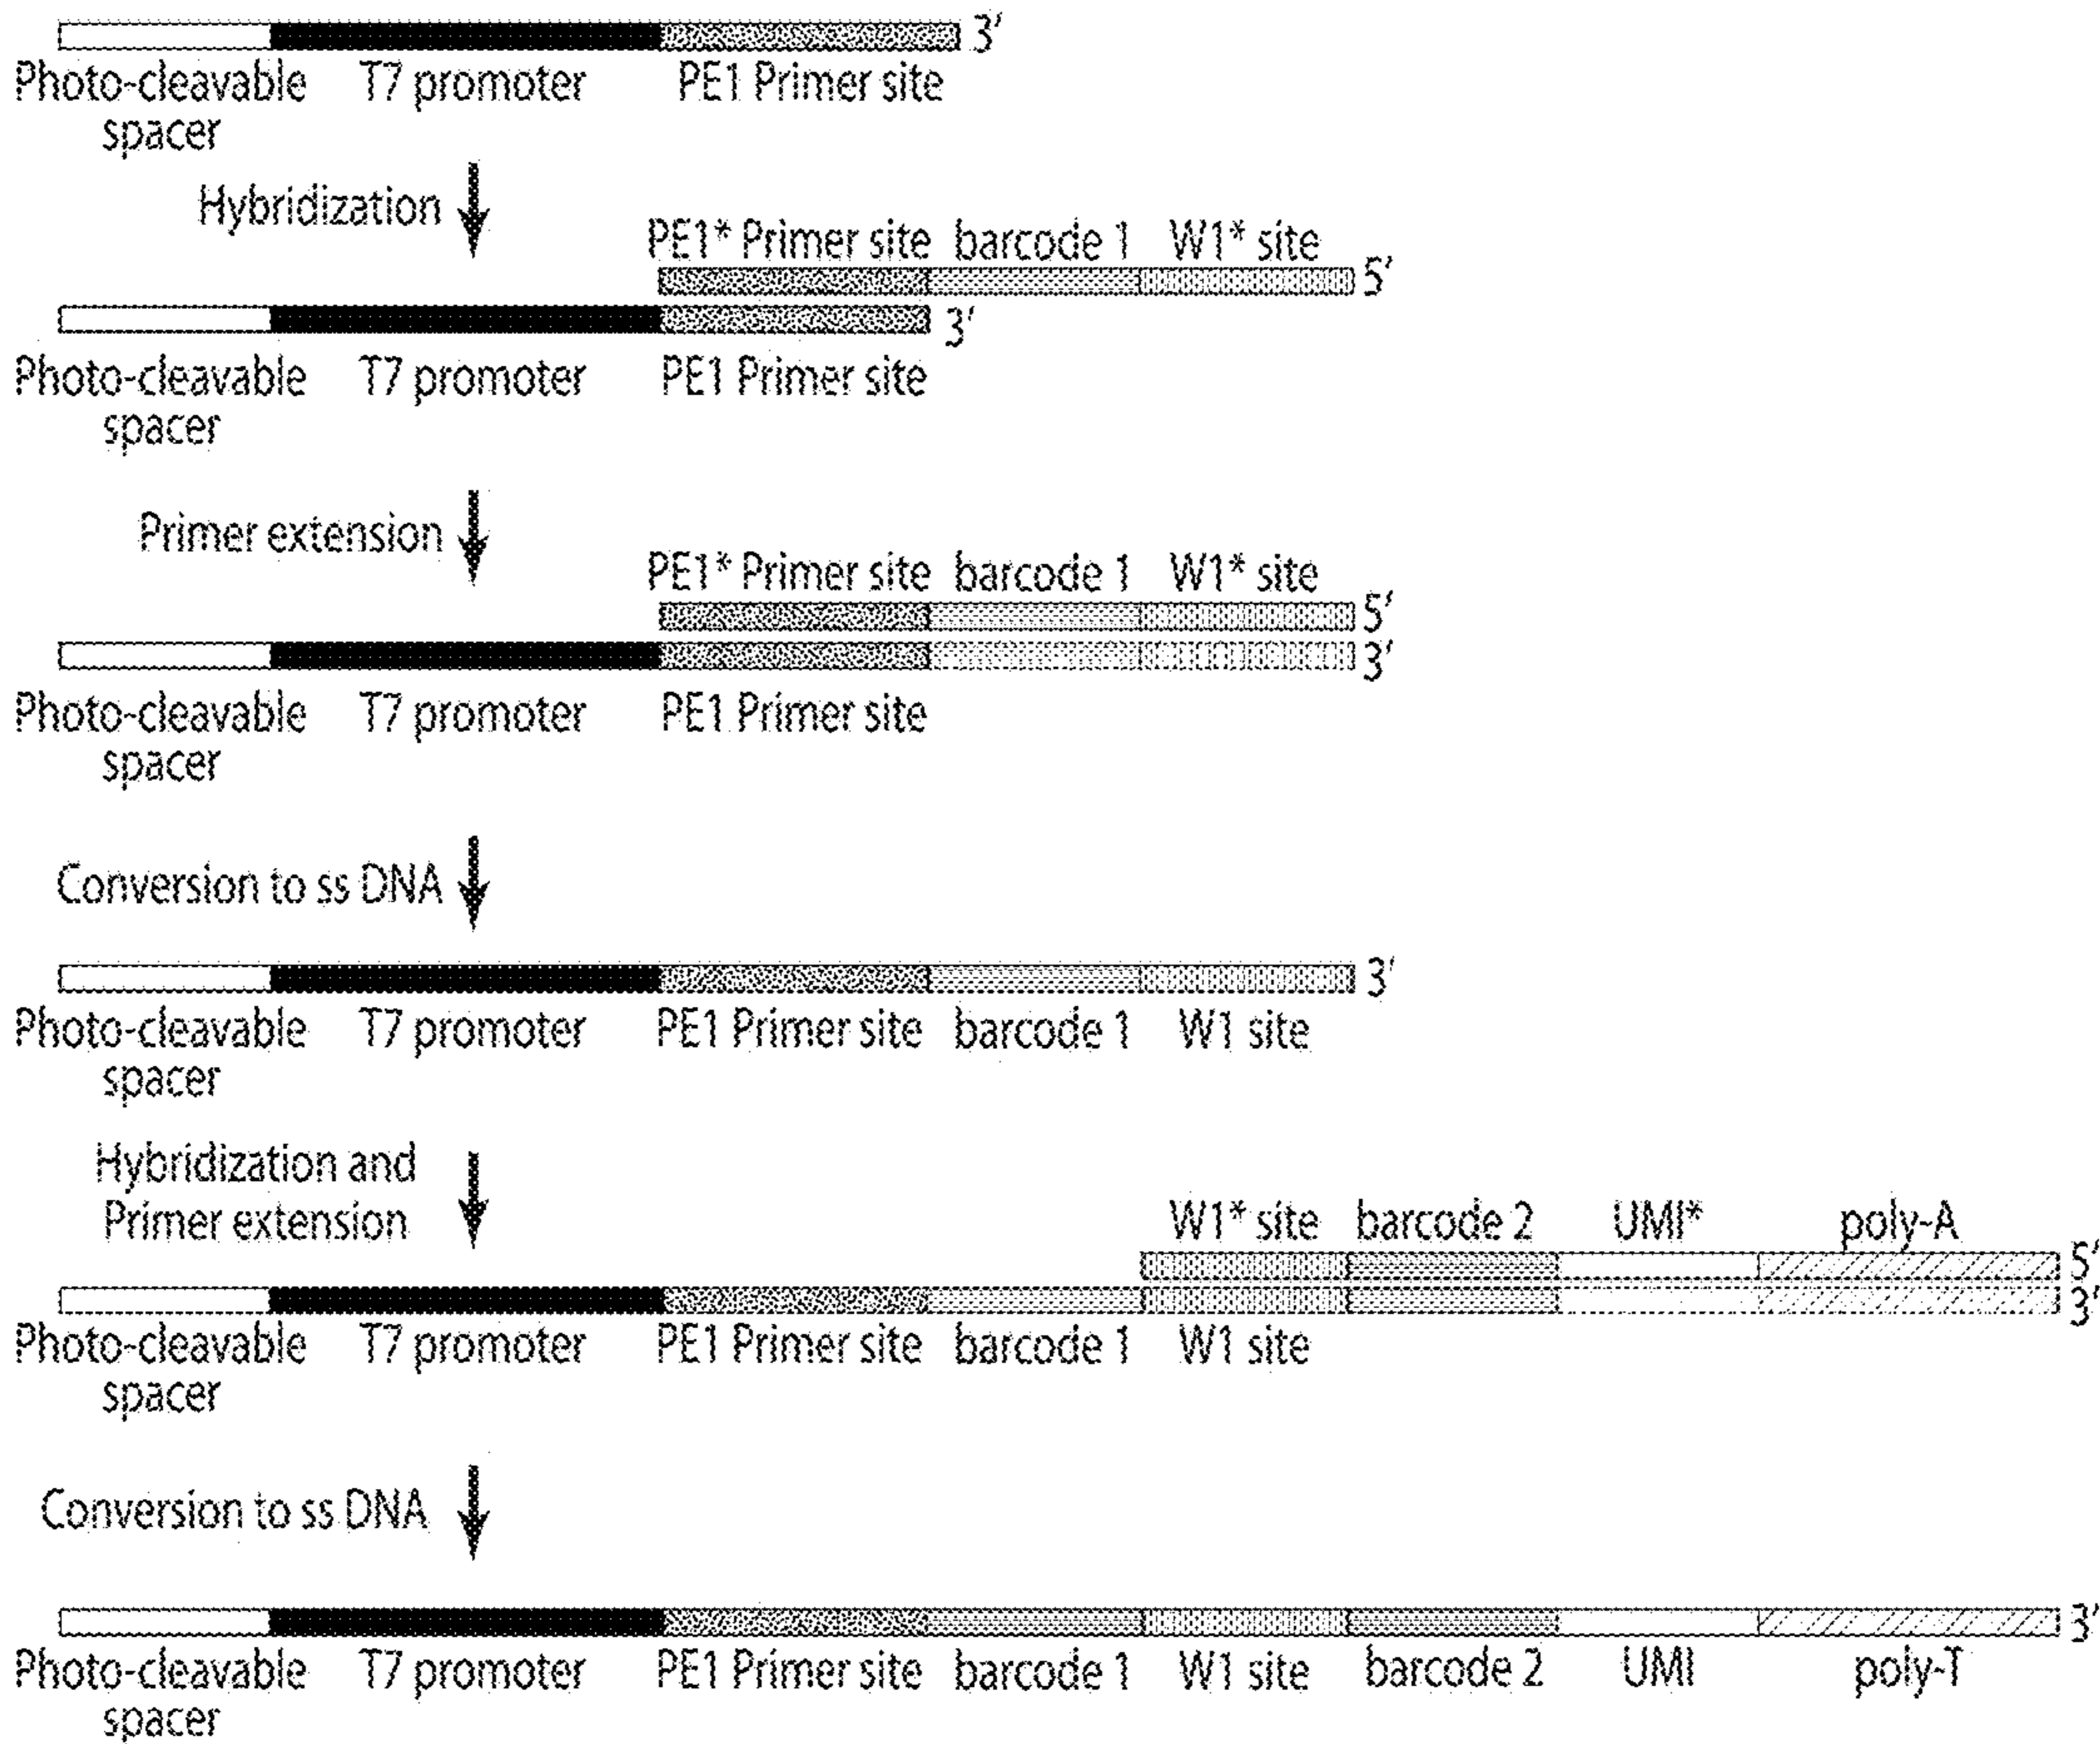 3′
Photo-cleavable T7 promoter PE1 Primer site
spacer
Hybridization
PE1* Primer site barcode 1 W1* site
5′
3′
Photo-cleavable T7 promoter PE1 Primer site
spacer
Primer extension
PE1* Primer site barcode 1 W1* site
5′
3′
Photo-cleavable T7 promoter PE1 Primer site
spacer
Conversion to ss DNA
3′
Photo-cleavable T7 promoter PE1 Primer site barcode 1 W1 site
spacer
Hybridization and
Primer extension
W1* site barcode 2 UMI* poly-A
5′
3′
Photo-cleavable T7 promoter PE1 Primer site barcode 1 W1 site
spacer
Conversion to ss DNA
3′
Photo-cleavable T7 promoter PE1 Primer site barcode 1 W1 site barcode 2 UMI poly-T
spacer